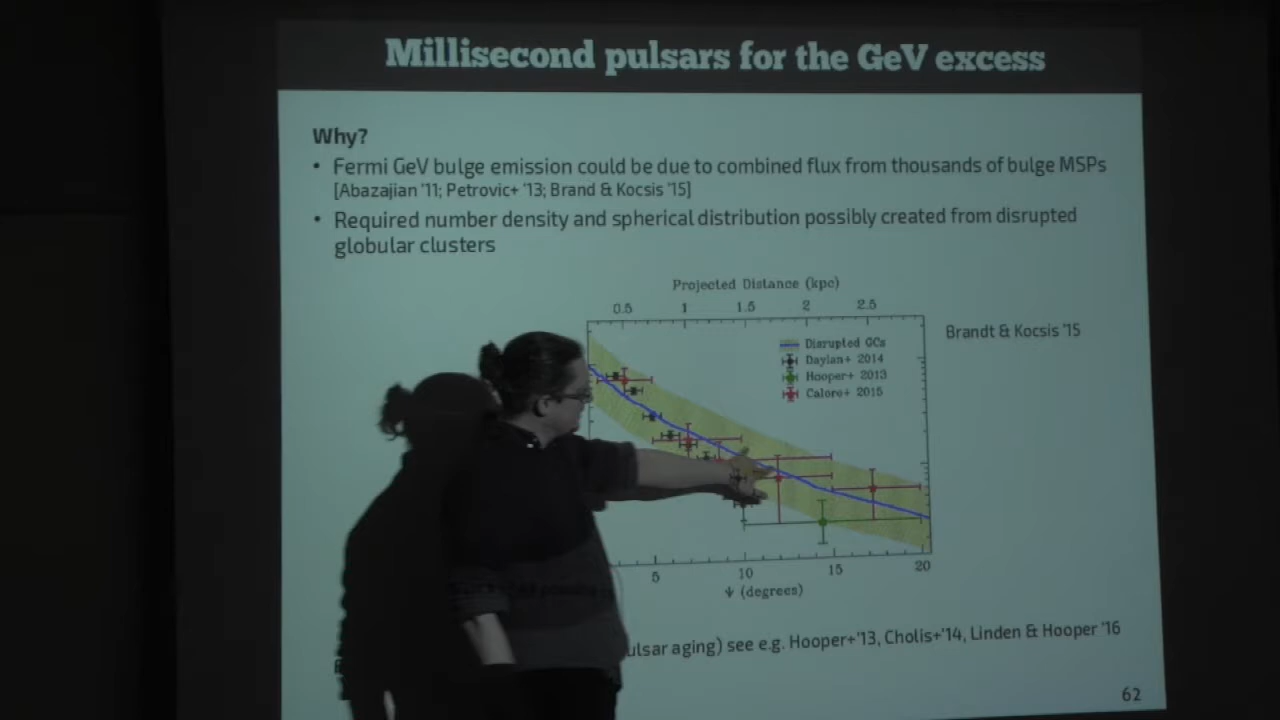 Millisecond pulsars for the GeV excess
Why?
• Fermi GeV bulge emission could be due to combined flux from thousands of bulge MSPs
[Abazajian '11; Petrovic+ '13; Brand & Kocsis '15]
• Required number density and spherical distribution possibly created from disrupted
globular clusters
Projected Distance (kpc)
0.5 1 1.5 2 2.5
Brandt & Kocsis '15
Disrupted GCs
Daylan+ 2014
Hooper+ 2013
Calore+ 2015
5 10 15 20
ψ (degrees)
ulsar aging) see e.g. Hooper+'13, Cholis+'14, Linden & Hooper '16
62